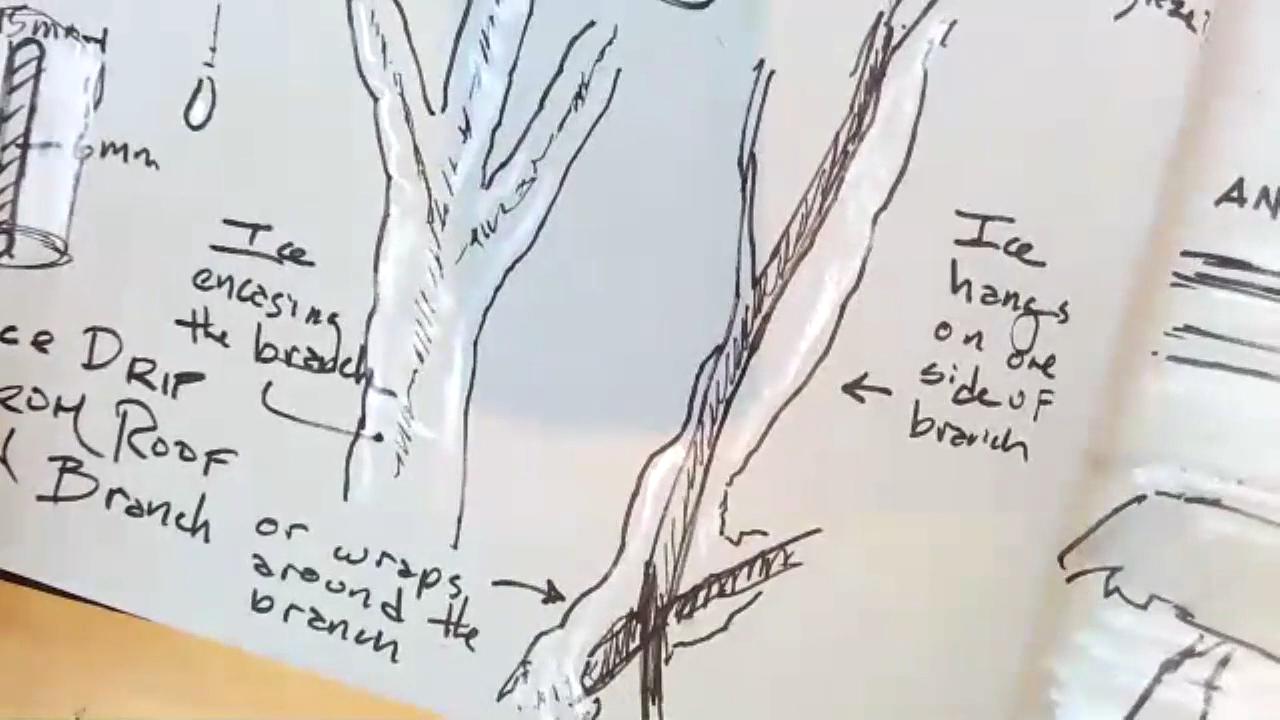 15mm
6mm
Ice
encasing
the branch
ce DRIP
ROM ROOF
Branch
or wraps
around the
branch
Ice
hangs
on one
side of
branch
AN